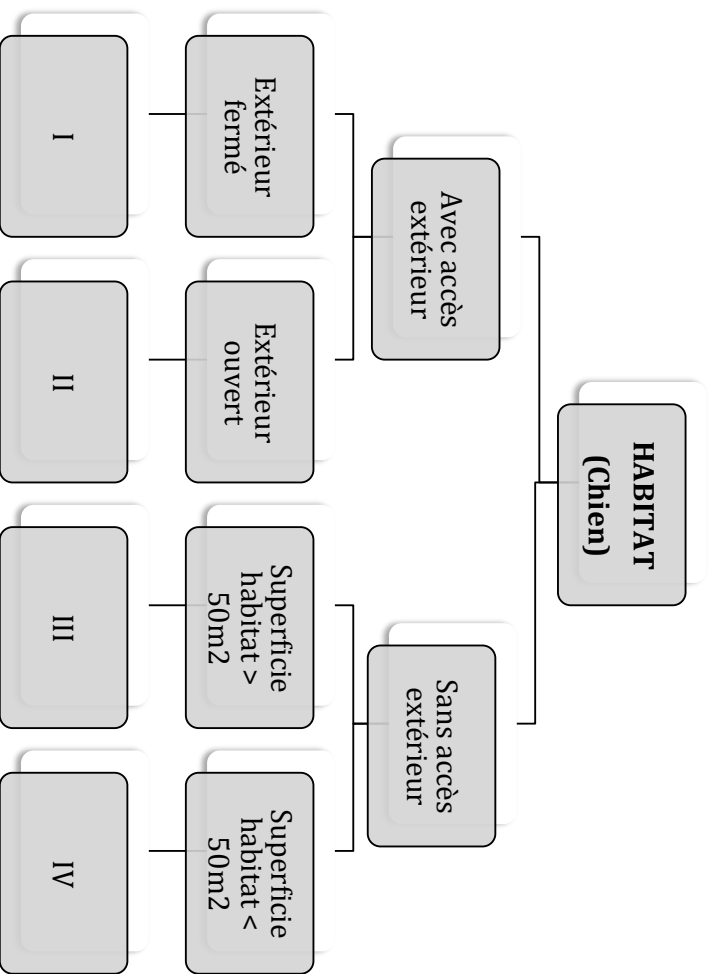 HABITAT
(Chien)
Avec accès
extérieur
Sans accès
extérieur
Extérieur
fermé
Extérieur
ouvert
Superficie
habitat >
50m2
Superficie
habitat <
50m2
I
II
III
IV